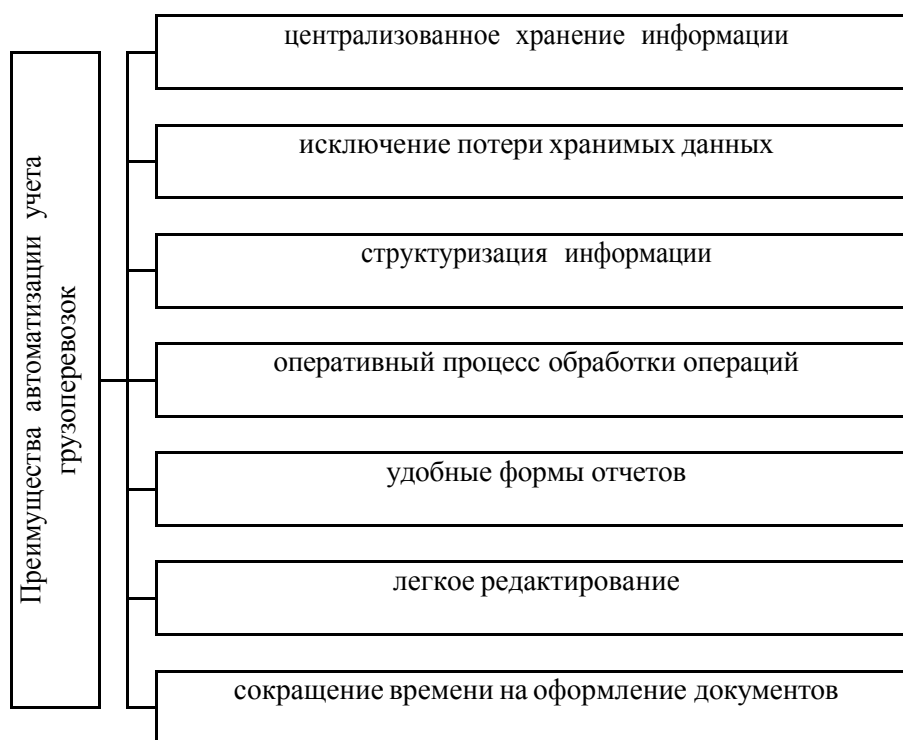 Преимущества автоматизации учета
грузоперевозок
централизованное хранение информации
исключение потери хранимых данных
структуризация информации
оперативный процесс обработки операций
удобные формы отчетов
легкое редактирование
сокращение времени на оформление документов